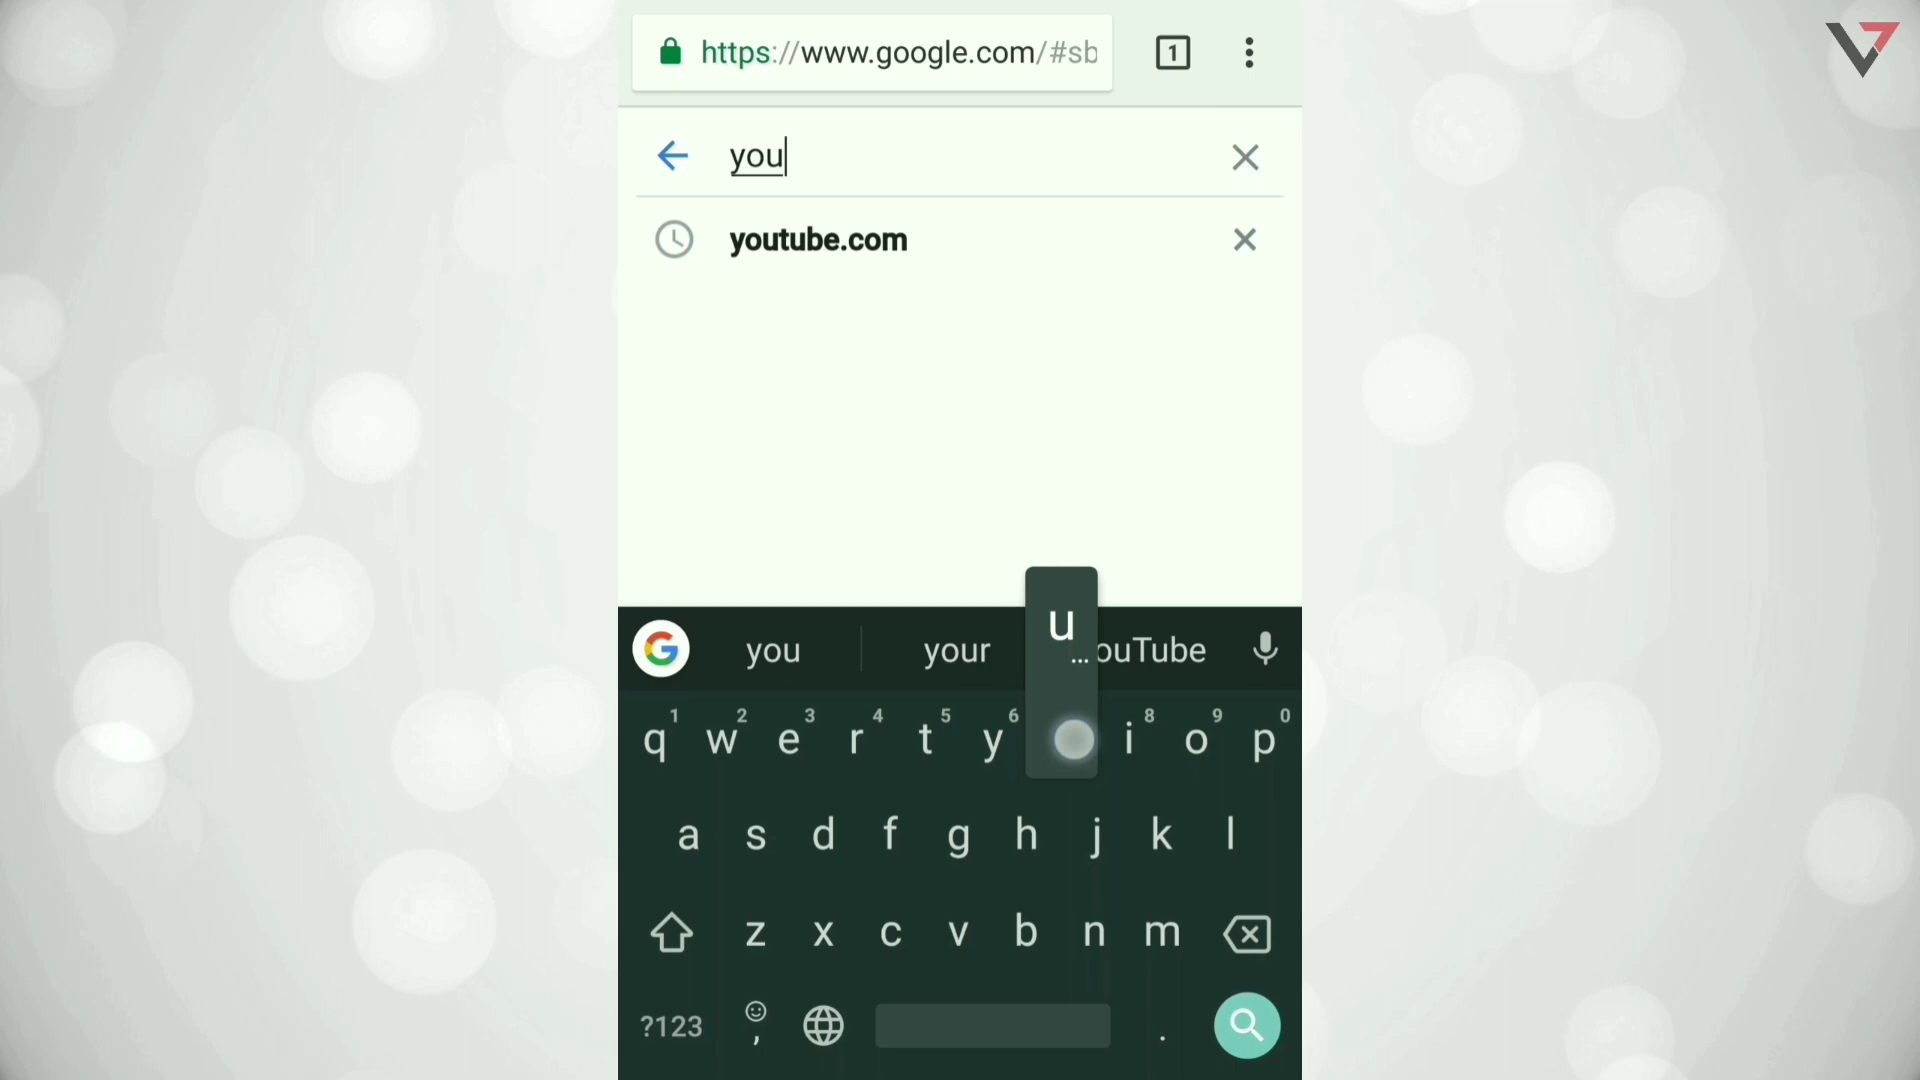 https://www.google.com/#sb
1
you
youtube.com
you your ouTube
u
...
1 2 3 4 5 6 8 9 0
q w e r t y i o p
a s d f g h j k l
z x c v b n m
?123 , .